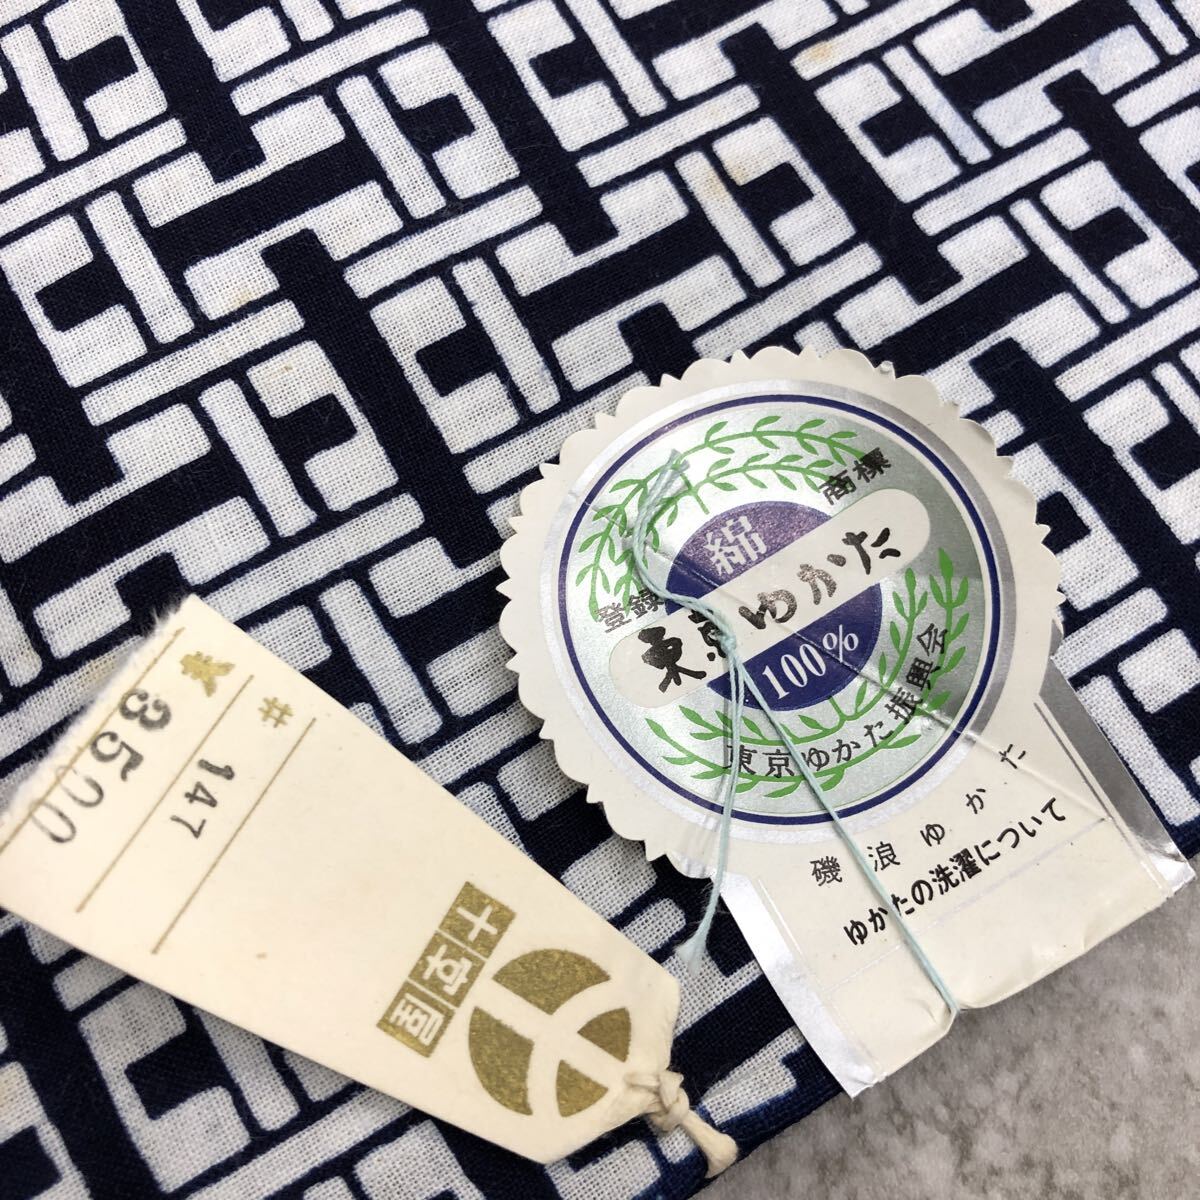 商標
綿
登録
東京ゆかた
100%
東京ゆかた振興会
磯浪ゆかた
ゆかたの洗濯について
3500
# 147